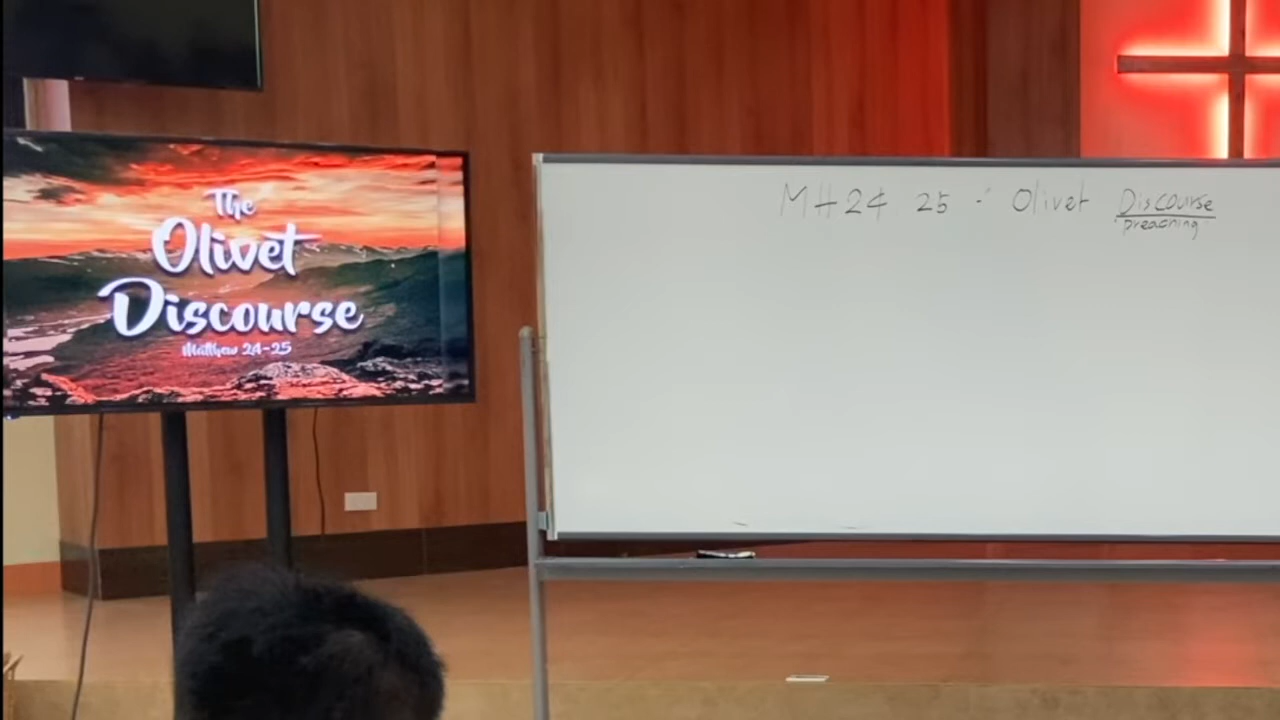 The
Olivet
Discourse
Matthew 24-25
Mt 24 25 : Olivet Discourse
preaching